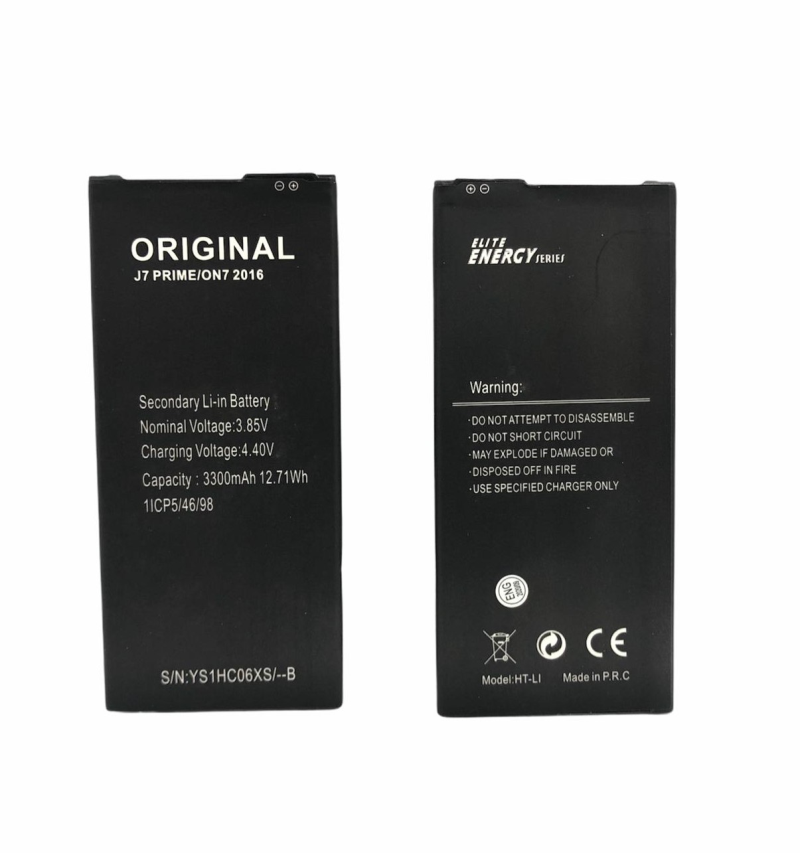 ORIGINAL
J7 PRIME/ON7 2016
Secondary Li-in Battery
Nominal Voltage:3.85V
Charging Voltage:4.40V
Capacity : 3300mAh 12.71Wh
1ICP5/46/98
S/N:YS1HC06XS/--B
ELITE
ENERGY SERIES
Warning:
·DO NOT ATTEMPT TO DISASSEMBLE
·DO NOT SHORT CIRCUIT
·MAY EXPLODE IF DAMAGED OR
·DISPOSED OFF IN FIRE
·USE SPECIFIED CHARGER ONLY
ENG
CE
Model:HT-LI Made in P.R.C